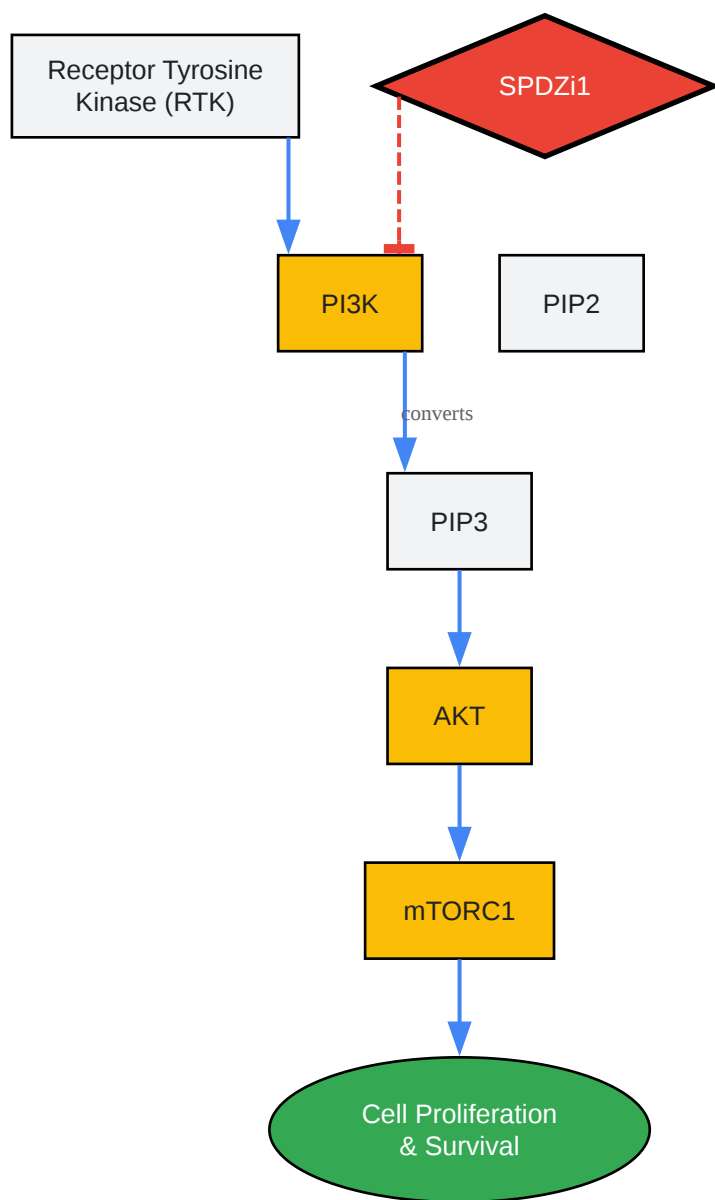 Receptor Tyrosine
Kinase (RTK)
SPDZi1
PI3K
PIP2
converts
PIP3
AKT
mTORC1
Cell Proliferation
& Survival